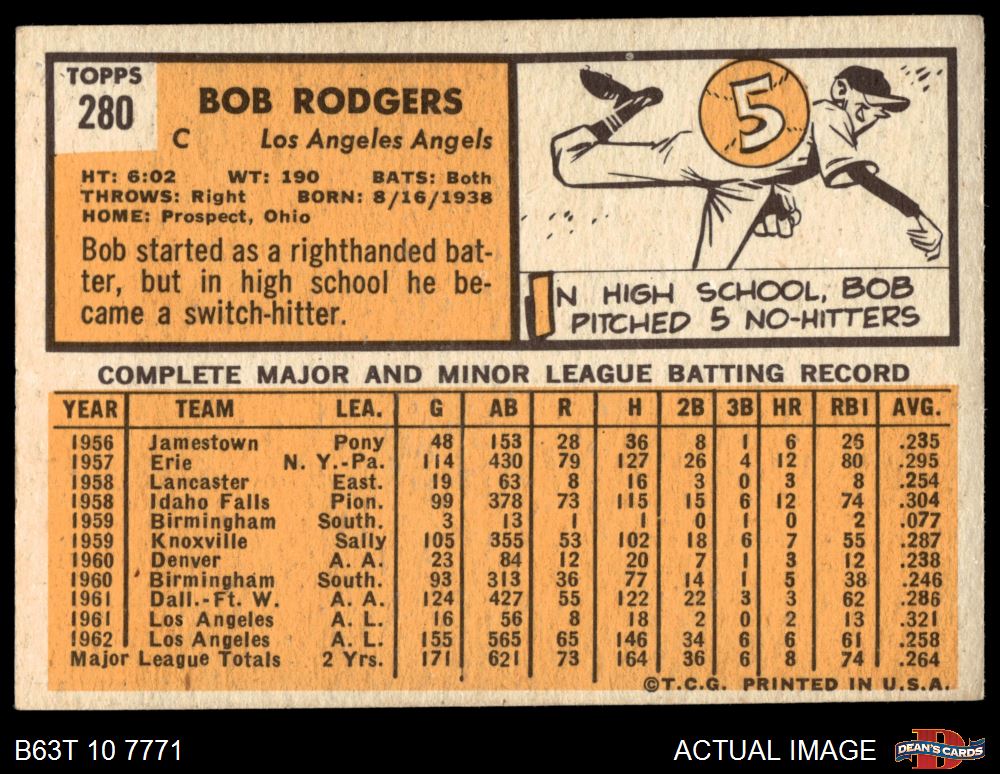 TOPPS
280
BOB RODGERS
C Los Angeles Angels
HT: 6:02 WT: 190 BATS: Both
THROWS: Right BORN: 8/16/1938
HOME: Prospect, Ohio
Bob started as a righthanded bat-
ter, but in high school he be-
came a switch-hitter.
5
IN HIGH SCHOOL, BOB
PITCHED 5 NO-HITTERS
COMPLETE MAJOR AND MINOR LEAGUE BATTING RECORD
YEAR TEAM LEA. G AB R H 2B 3B HR RBI AVG.
1956 Jamestown Pony 48 153 28 36 8 1 6 26 .235
1957 Erie N. Y.-Pa. 114 430 79 127 26 4 12 80 .295
1958 Lancaster East. 19 63 8 16 3 0 3 8 .254
1958 Idaho Falls Pion. 99 378 73 115 15 6 12 74 .304
1959 Birmingham South. 3 13 1 1 0 1 0 2 .077
1959 Knoxville Sally 105 355 53 102 18 6 7 55 .287
1960 Denver A. A. 23 84 12 20 7 1 3 12 .238
1960 Birmingham South. 93 313 36 77 14 1 5 38 .246
1961 Dall.-Ft. W. A. A. 124 427 55 122 22 3 3 62 .286
1961 Los Angeles A. L. 16 56 8 18 2 0 2 13 .321
1962 Los Angeles A. L. 155 565 65 146 34 6 6 61 .258
Major League Totals 2 Yrs. 171 621 73 164 36 6 8 74 .264
©T.C.G. PRINTED IN U.S.A.
B63T 10 7771
ACTUAL IMAGE
DEAN'S CARDS